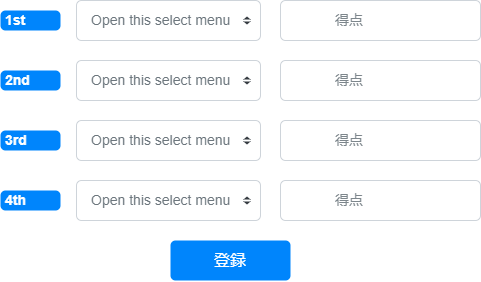 1st Open this select menu 得点
2nd Open this select menu 得点
3rd Open this select menu 得点
4th Open this select menu 得点
登録